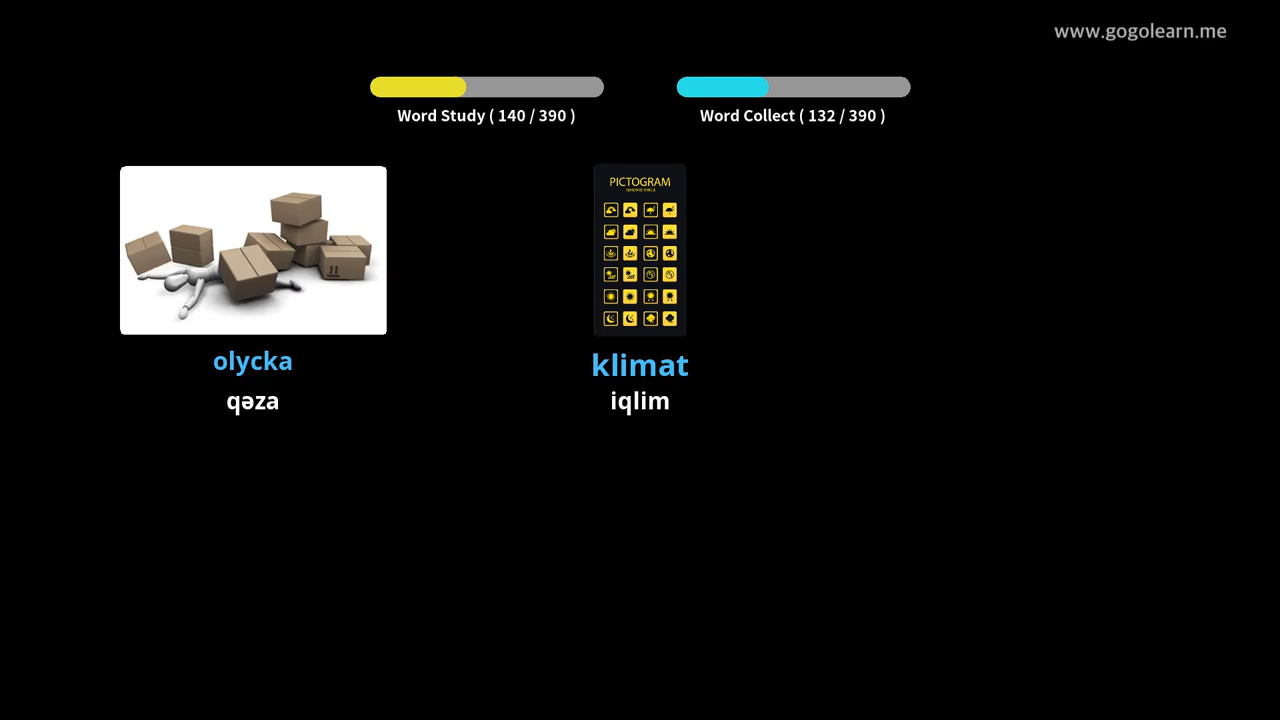 www.gogolearn.me
Word Study ( 140 / 390 )
Word Collect ( 132 / 390 )
PICTOGRAM
olycka
klimat
qəza
iqlim